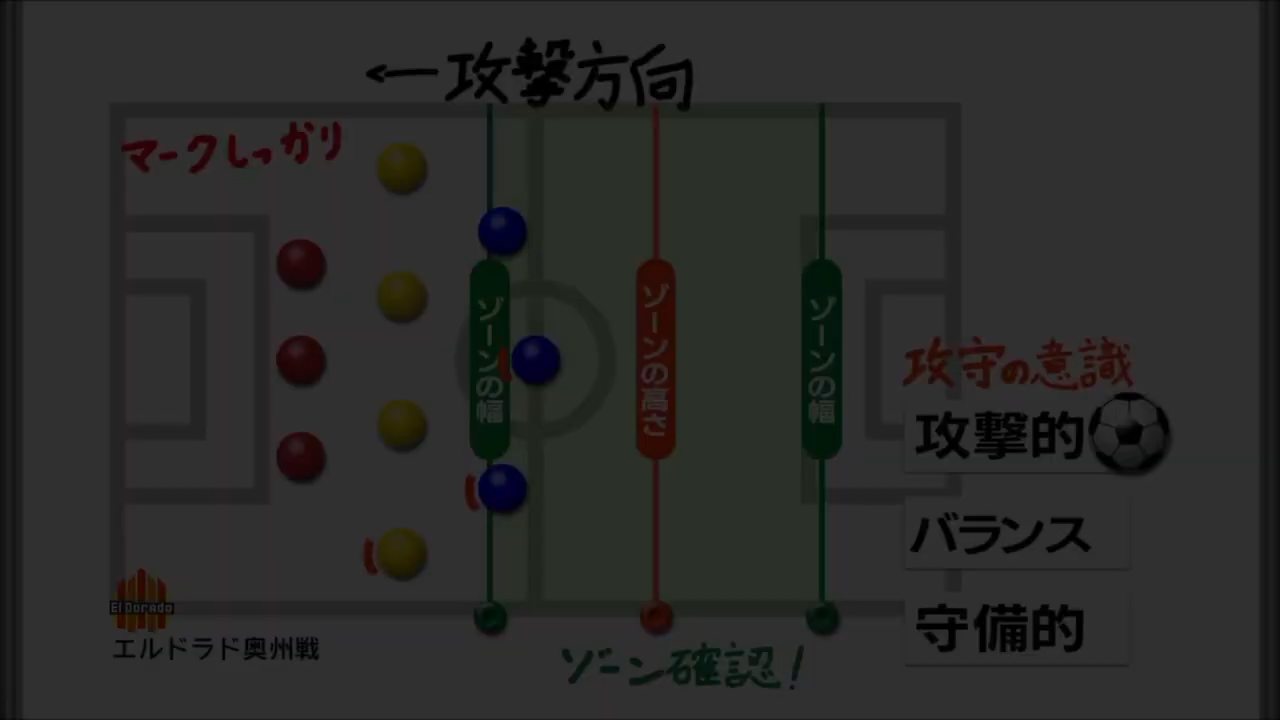 ←攻撃方向
マークしっかり
ゾーンの幅
ゾーンの高さ
ゾーンの幅
攻守の意識
攻撃的
バランス
守備的
El Dorado
エルドラド奥州戦
ゾーン確認!